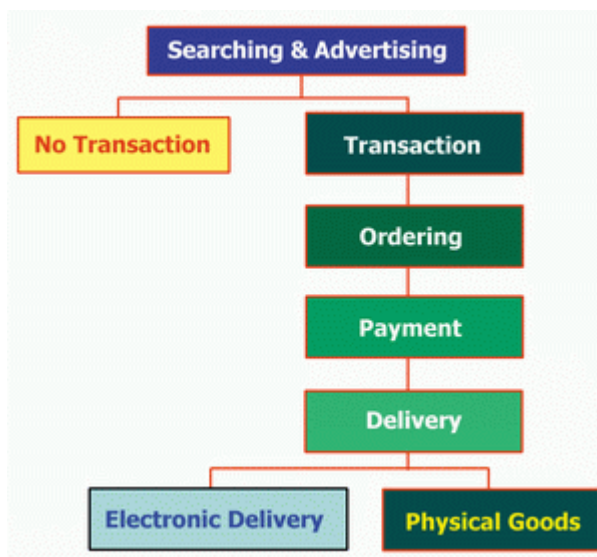 Searching & Advertising
No Transaction
Transaction
Ordering
Payment
Delivery
Electronic Delivery
Physical Goods